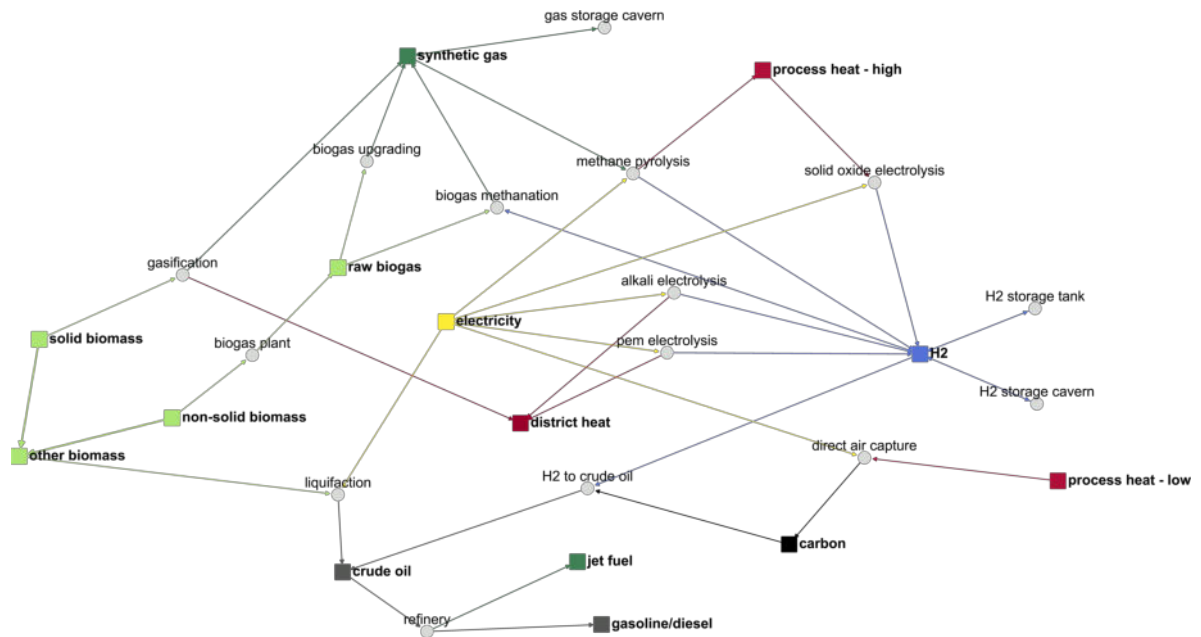 gas storage cavern
synthetic gas
process heat - high
biogas upgrading
methane pyrolysis
solid oxide electrolysis
biogas methanation
gasification
raw biogas
alkali electrolysis
H2 storage tank
electricity
solid biomass
biogas plant
pem electrolysis
H2
H2 storage cavern
non-solid biomass
district heat
direct air capture
other biomass
liquifaction
H2 to crude oil
process heat - low
carbon
jet fuel
crude oil
refinery
gasoline/diesel